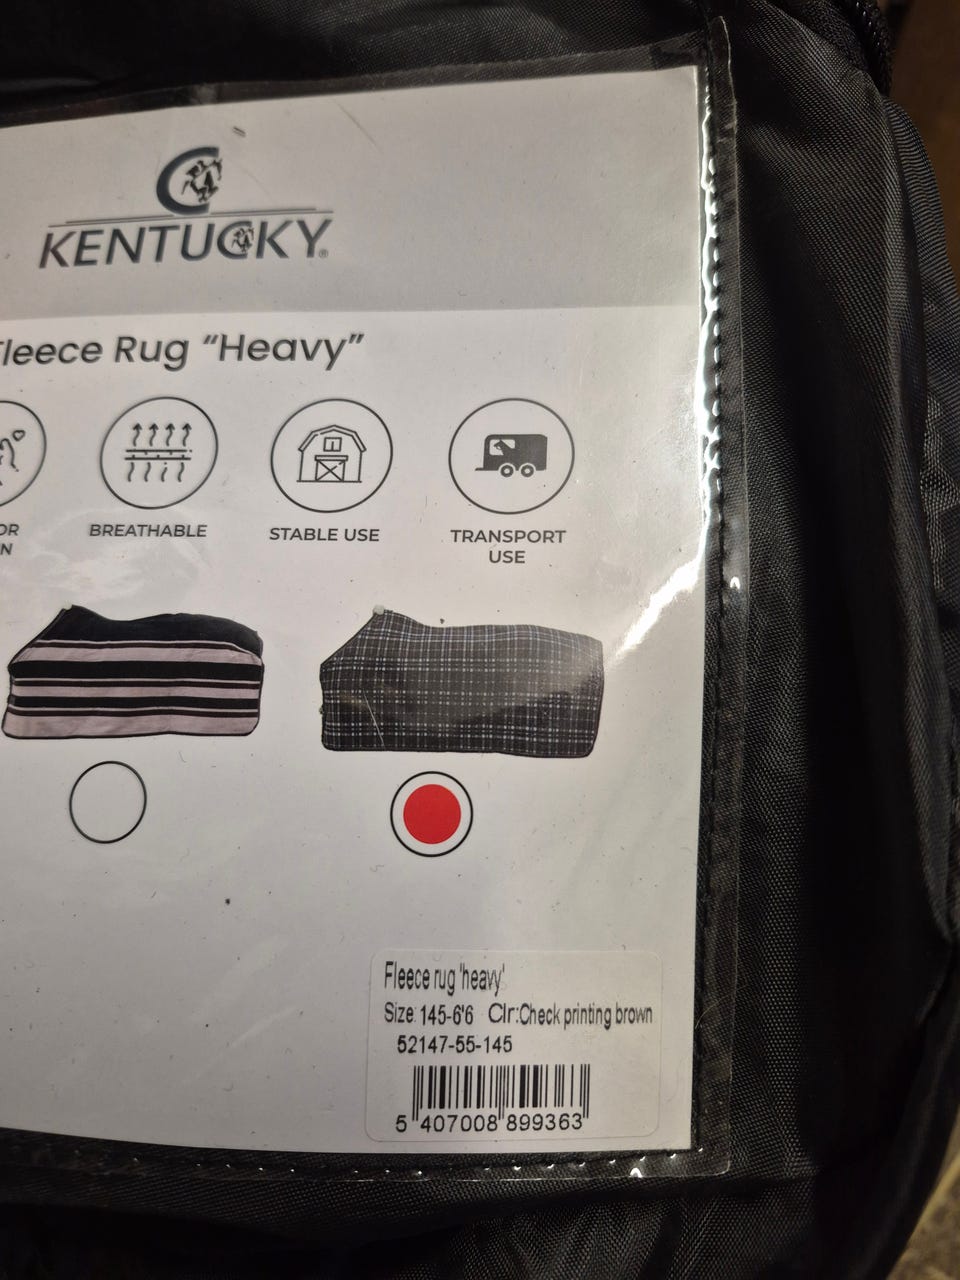 KENTUCKY®
Fleece Rug “Heavy”
BREATHABLE
STABLE USE
TRANSPORT
USE
Fleece rug 'heavy'
Size: 145-6'6 Clr:Check printing brown
52147-55-145
5 407008 899363